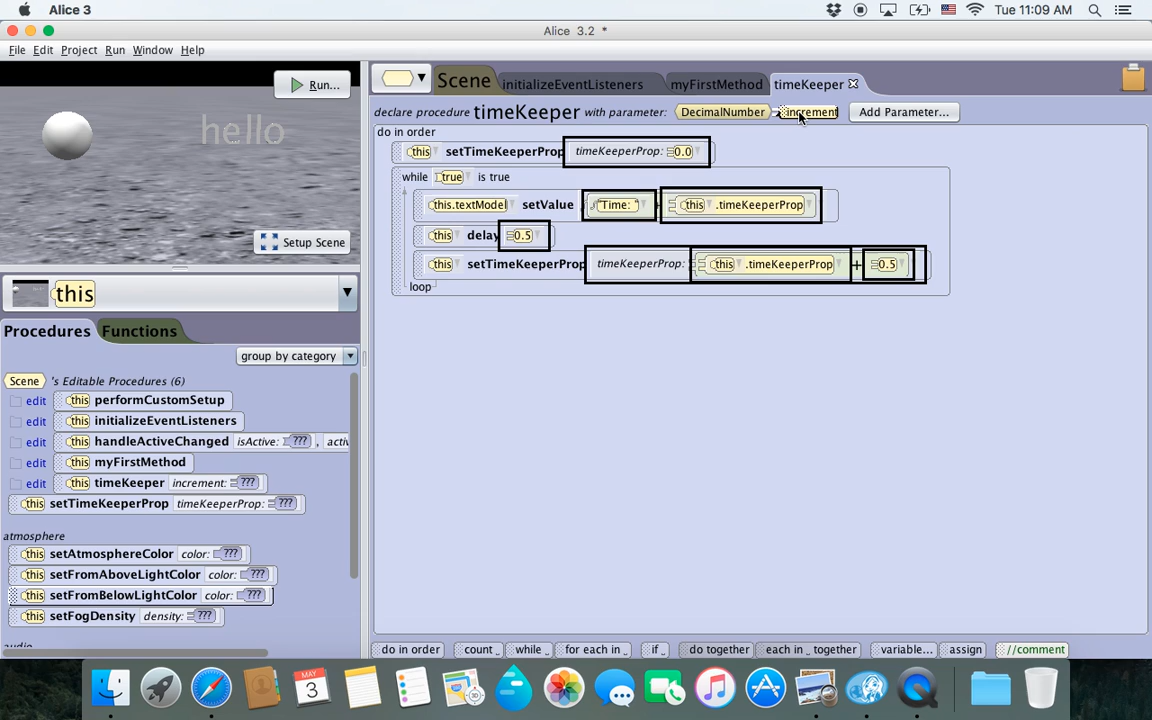 Alice 3
Tue 11:09 AM
Alice 3.2 *
File Edit Project Run Window Help
Run...
hello
Setup Scene
Scene initializeEventListeners myFirstMethod timeKeeper
declare procedure timeKeeper with parameter: DecimalNumber increment Add Parameter...
do in order
this setTimeKeeperProp timeKeeperProp: 0.0
while true is true
this.textModel setValue "Time: " this .timeKeeperProp
this delay 0.5
this setTimeKeeperProp timeKeeperProp: this .timeKeeperProp + 0.5
loop
this
Procedures Functions
group by category
Scene 's Editable Procedures (6)
edit this performCustomSetup
edit this initializeEventListeners
edit this handleActiveChanged isActive: ??? , activ
edit this myFirstMethod
edit this timeKeeper increment: ???
this setTimeKeeperProp timeKeeperProp: ???
atmosphere
this setAtmosphereColor color: ???
this setFromAboveLightColor color: ???
this setFromBelowLightColor color: ???
this setFogDensity density: ???
audio
do in order count while for each in if do together each in together variable... assign //comment
MAY
3